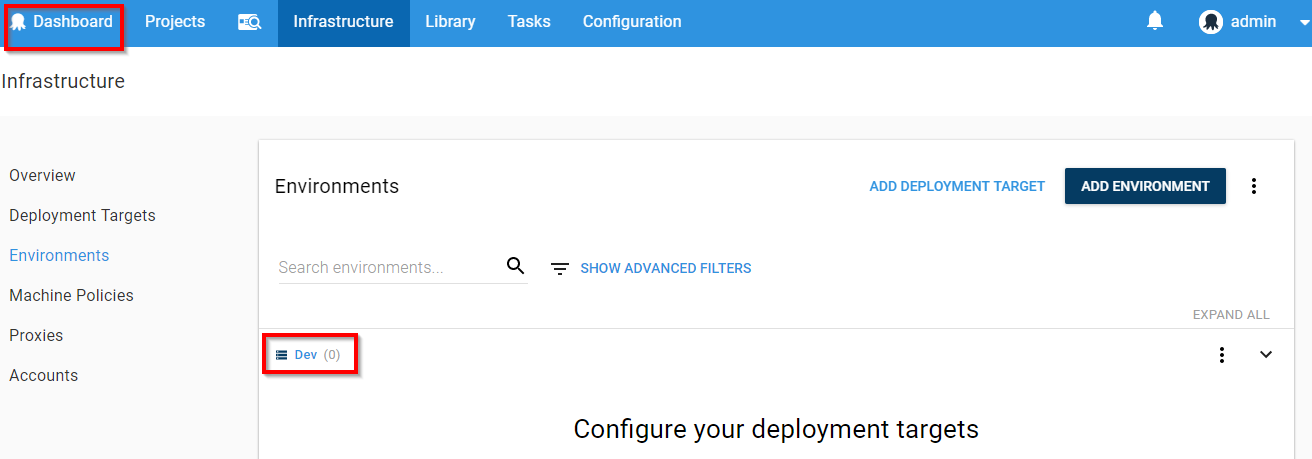 Dashboard Projects Infrastructure Library Tasks Configuration admin
Infrastructure
Overview
Deployment Targets
Environments
Machine Policies
Proxies
Accounts
Environments ADD DEPLOYMENT TARGET ADD ENVIRONMENT
Search environments... SHOW ADVANCED FILTERS
EXPAND ALL
Dev (0)
Configure your deployment targets